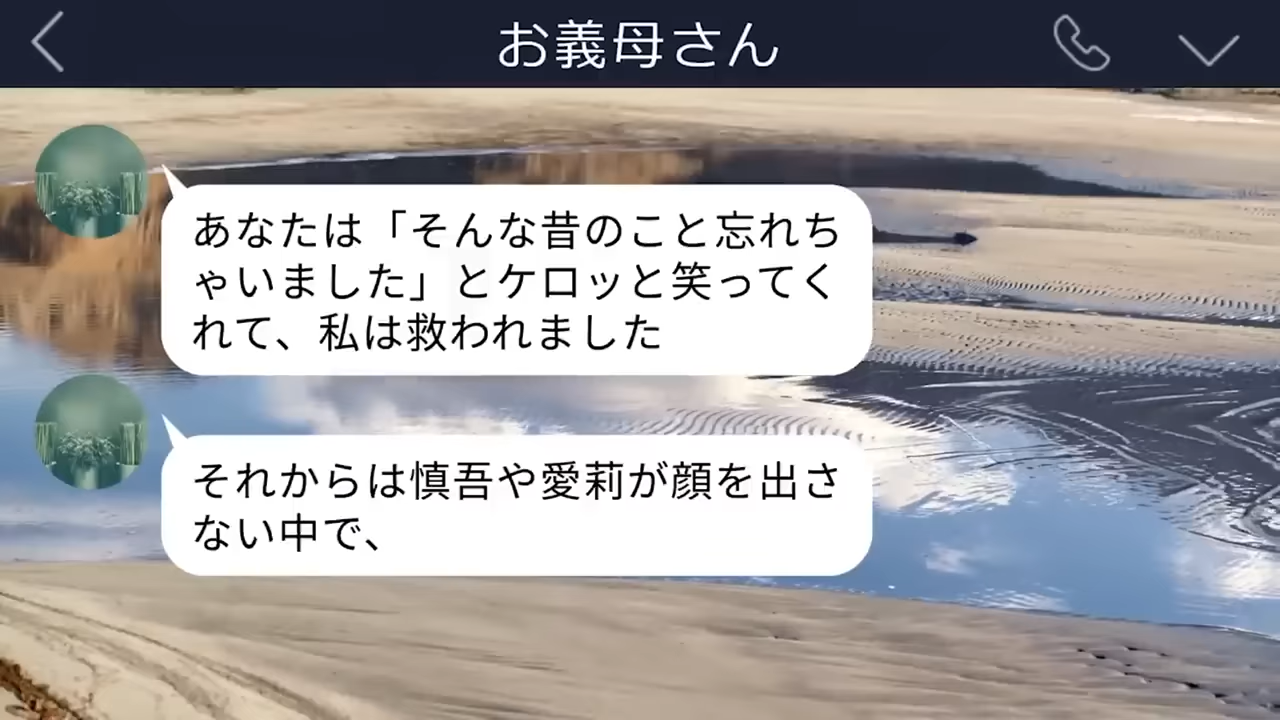 お義母さん
あなたは「そんな昔のこと忘れち
ゃいました」とケロッと笑ってく
れて、私は救われました
それからは慎吾や愛莉が顔を出さ
ない中で、